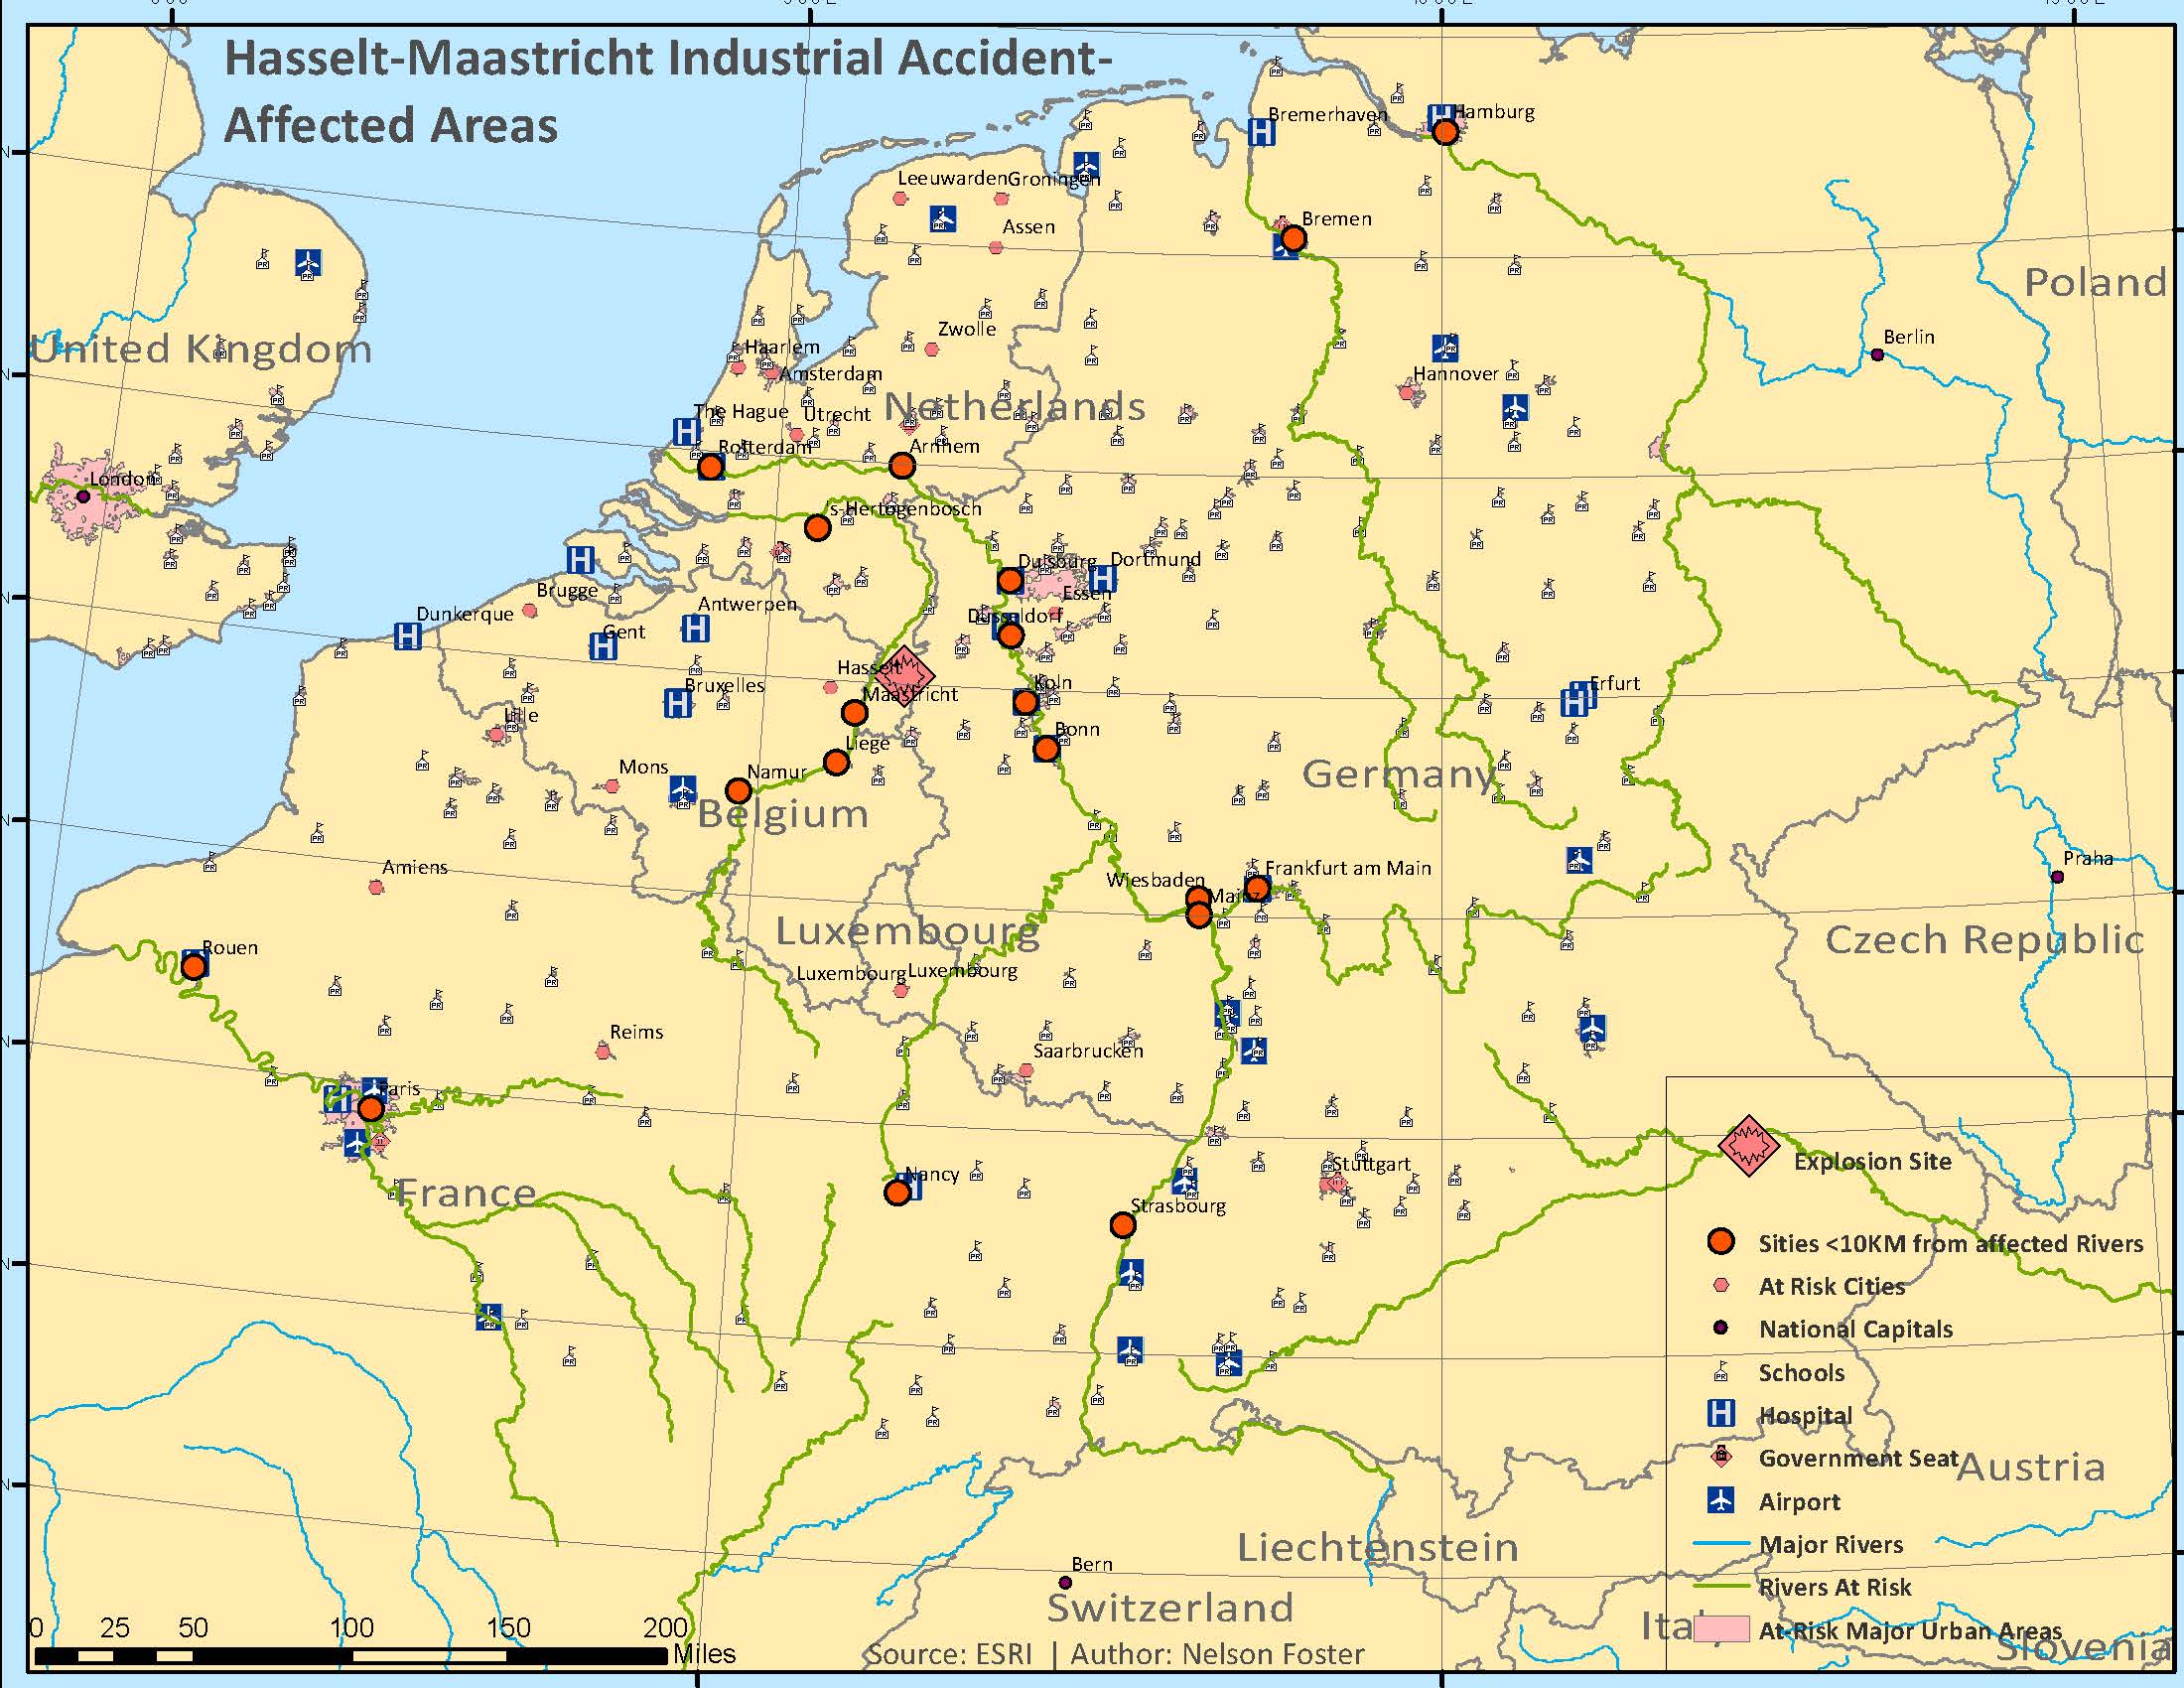 Hasselt-Maastricht Industrial Accident-
Affected Areas
Bremerhaven
Hamburg
Leeuwarden
Groningen
Assen
Bremen
Poland
United Kingdom
Zwolle
Berlin
Haarlem
Amsterdam
Hannover
The Hague
Utrecht
Netherlands
Rotterdam
Arnhem
London
's-Hertogenbosch
Duisburg
Dortmund
Essen
Brugge
Dunkerque
Antwerpen
Gent
Dusseldorf
Hasselt
Maastricht
Bruxelles
Koln
Erfurt
Lille
Bonn
Liege
Mons
Namur
Germany
Belgium
Amiens
Wiesbaden
Frankfurt am Main
Mainz
Praha
Luxembourg
Czech Republic
Rouen
Luxembourg
Luxembourg
Reims
Saarbrucken
Paris
Nancy
Stuttgart
France
Strasbourg
Explosion Site
Sities <10KM from affected Rivers
At Risk Cities
National Capitals
Schools
Hospital
Government Seat
Austria
Airport
Liechtenstein
Major Rivers
Bern
Rivers At Risk
Switzerland
At-Risk Major Urban Areas
Slovenia
0 25 50 100 150 200
Miles
Source: ESRI | Author: Nelson Foster